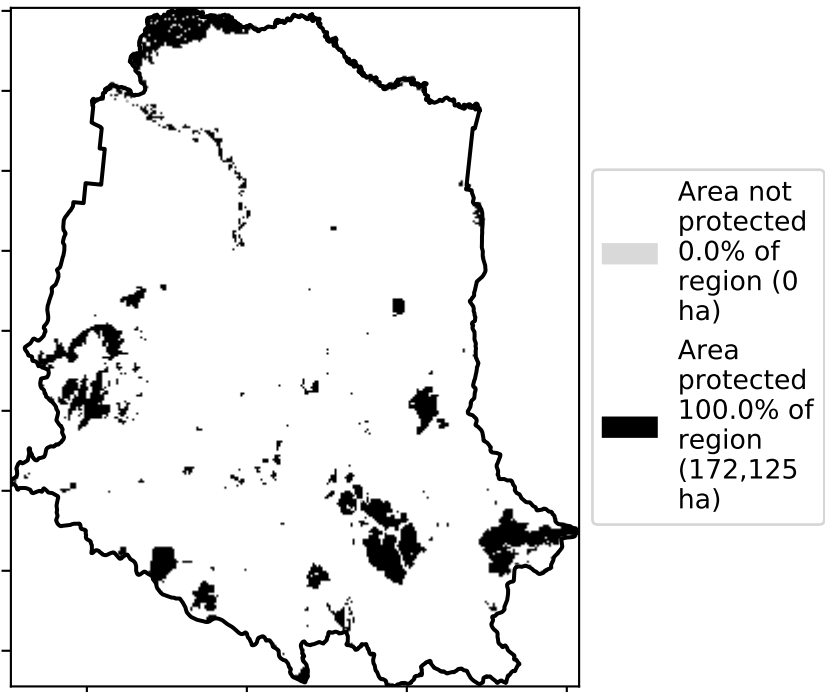 Area not
protected
0.0% of
region (0
ha)
Area
protected
100.0% of
region
(172,125
ha)